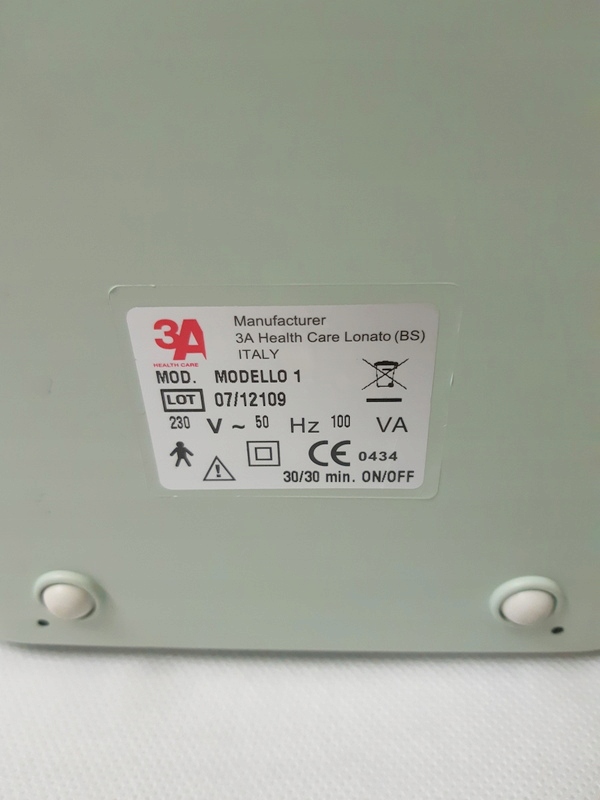 3A
HEALTH CARE
Manufacturer
3A Health Care Lonato (BS)
ITALY
MOD. MODELLO 1
LOT 07/12109
230 V ~ 50 Hz 100 VA
CE 0434
30/30 min. ON/OFF